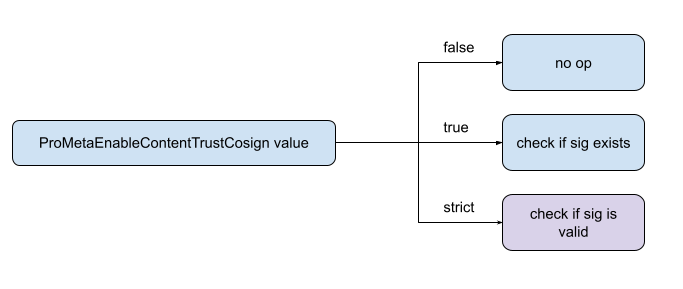 ProMetaEnableContentTrustCosign value
false
no op
true
check if sig exists
strict
check if sig is
valid